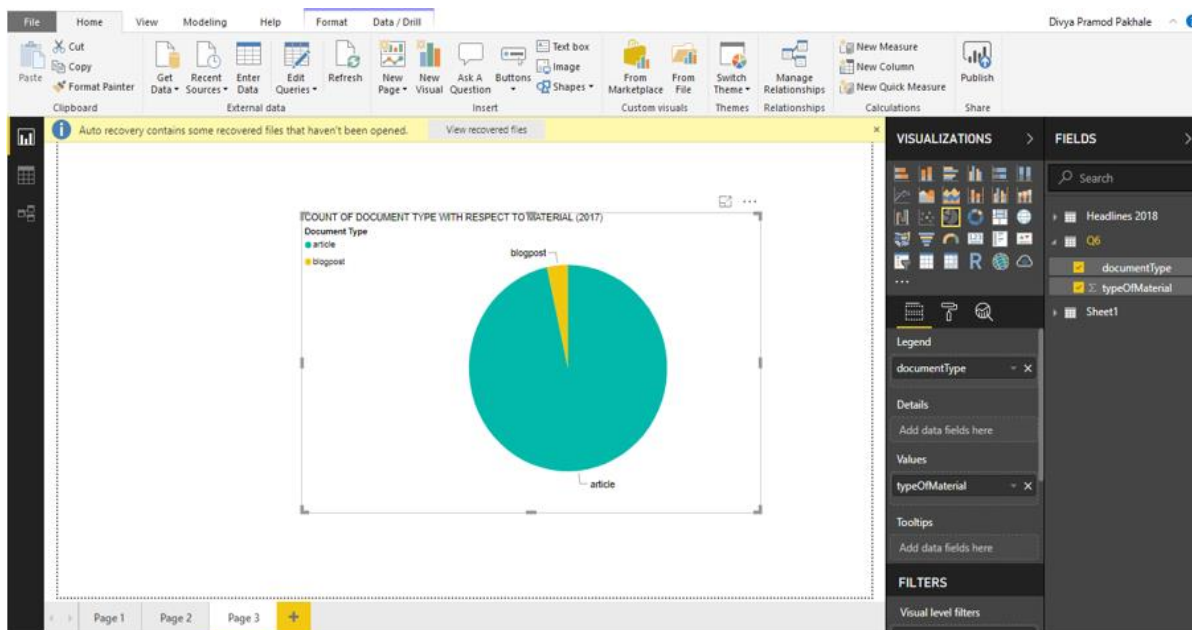 File Home View Modeling Help Format Data / Drill Divya Pramod Pakhale
Paste
Cut
Copy
Format Painter
Clipboard
Get Data
Recent Sources
Enter Data
Edit Queries
Refresh
External data
New Page
New Visual
Ask A Question
Buttons
Text box
Image
Shapes
Insert
From Marketplace
From File
Custom visuals
Switch Theme
Themes
Manage Relationships
Relationships
New Measure
New Column
New Quick Measure
Calculations
Publish
Share
Auto recovery contains some recovered files that haven't been opened. View recovered files
COUNT OF DOCUMENT TYPE WITH RESPECT TO MATERIAL (2017)
Document Type
article
blogpost
blogpost
article
VISUALIZATIONS
R
Legend
documentType
Details
Add data fields here
Values
typeOfMaterial
Tooltips
Add data fields here
FILTERS
Visual level filters
FIELDS
Search
Headlines 2018
Q6
documentType
Σ typeOfMaterial
Sheet1
Page 1 Page 2 Page 3 +